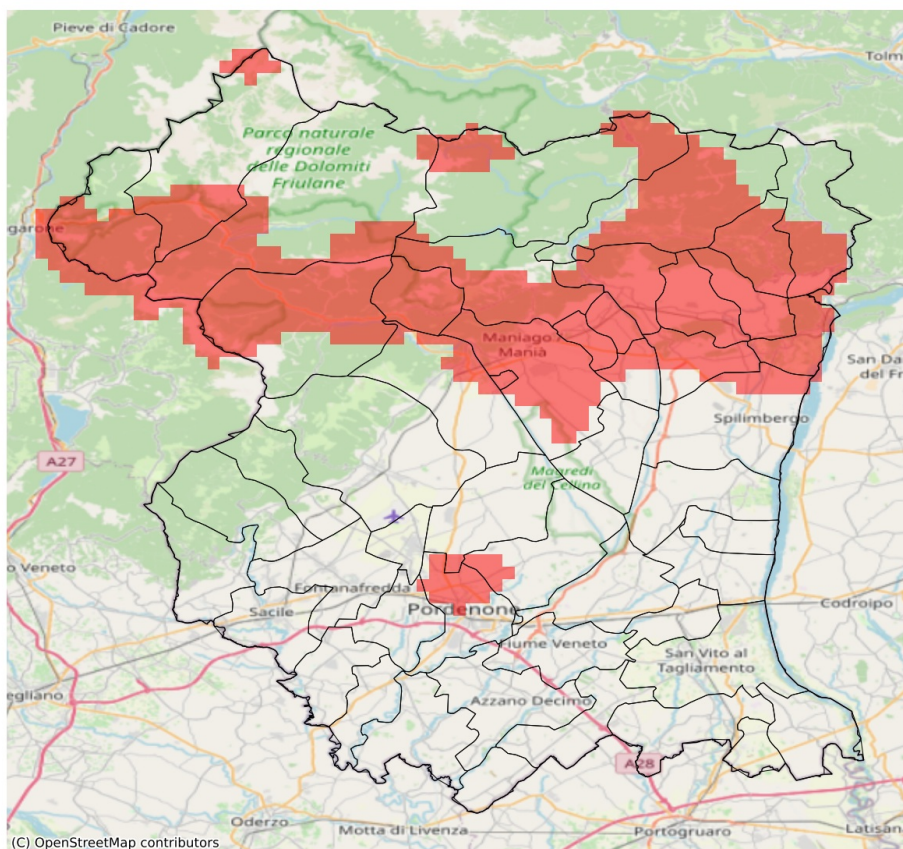 Pieve di Cadore
Tolm
Parco naturale
regionale
delle Dolomiti
Friulane
garone
Maniago /
Manià
San Da
del Fr
Spilimbergo
A27
Magredi
del Cellina
o Veneto
Fontanafredda
Sacile
Pordenone
Codroipo
Fiume Veneto
San Vito al
Tagliamento
egliano
Azzano Decimo
A28
Oderzo
Motta di Livenza
Portogruaro
Latisan
(C) OpenStreetMap contributors